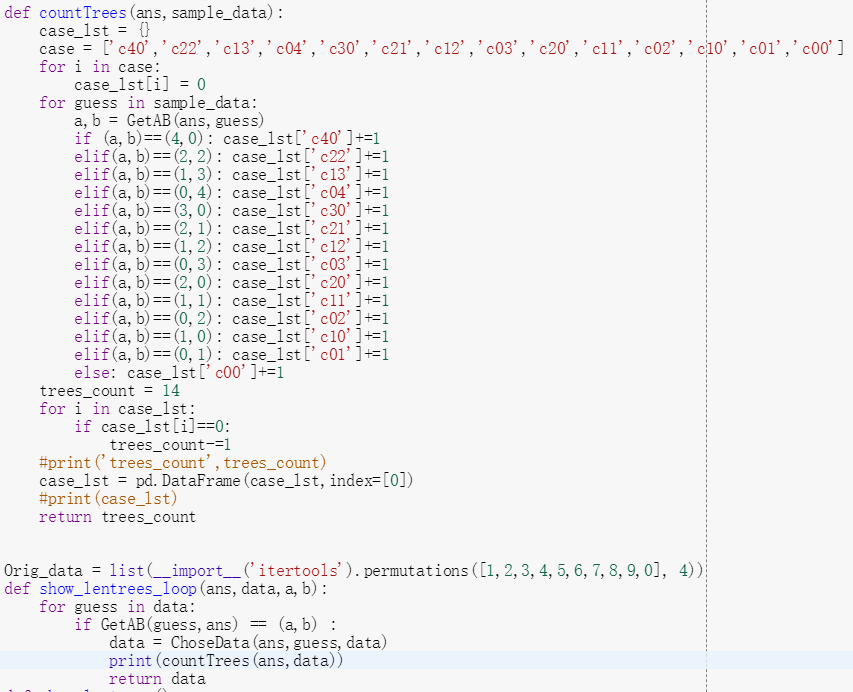 def countTrees(ans,sample_data):
    case_lst = {}
    case = ['c40','c22','c13','c04','c30','c21','c12','c03','c20','c11','c02','c10','c01','c00']
    for i in case:
        case_lst[i] = 0
    for guess in sample_data:
        a,b = GetAB(ans,guess)
        if (a,b)==(4,0): case_lst['c40']+=1
        elif(a,b)==(2,2): case_lst['c22']+=1
        elif(a,b)==(1,3): case_lst['c13']+=1
        elif(a,b)==(0,4): case_lst['c04']+=1
        elif(a,b)==(3,0): case_lst['c30']+=1
        elif(a,b)==(2,1): case_lst['c21']+=1
        elif(a,b)==(1,2): case_lst['c12']+=1
        elif(a,b)==(0,3): case_lst['c03']+=1
        elif(a,b)==(2,0): case_lst['c20']+=1
        elif(a,b)==(1,1): case_lst['c11']+=1
        elif(a,b)==(0,2): case_lst['c02']+=1
        elif(a,b)==(1,0): case_lst['c10']+=1
        elif(a,b)==(0,1): case_lst['c01']+=1
        else: case_lst['c00']+=1
    trees_count = 14
    for i in case_lst:
        if case_lst[i]==0:
            trees_count-=1
    #print('trees_count',trees_count)
    case_lst = pd.DataFrame(case_lst,index=[0])
    #print(case_lst)
    return trees_count
Orig_data = list(__import__('itertools').permutations([1,2,3,4,5,6,7,8,9,0], 4))
def show_lentrees_loop(ans,data,a,b):
    for guess in data:
        if GetAB(guess,ans) == (a,b) :
            data = ChoseData(ans,guess,data)
            print(countTrees(ans,data))
            return data